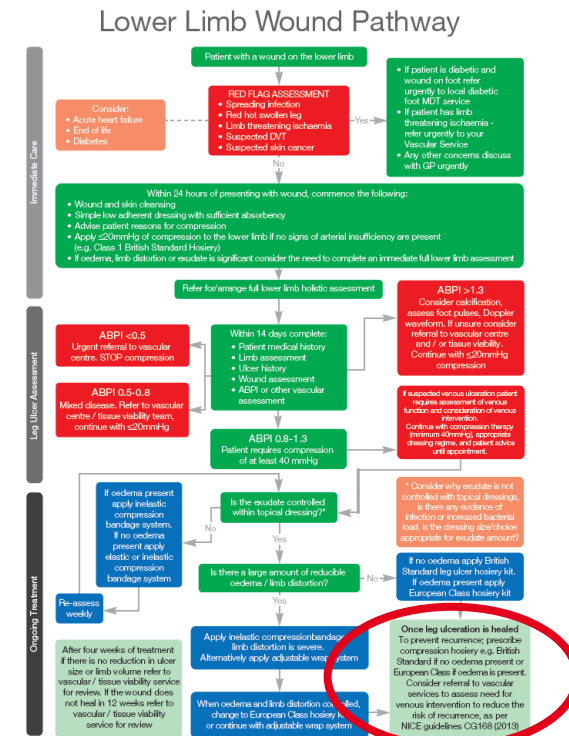 Lower Limb Wound Pathway
Immediate Care
Patient with a wound on the lower limb
Consider:
• Acute heart failure
• End of life
• Diabetes
RED FLAG ASSESSMENT
• Spreading infection
• Red hot swollen leg
• Limb threatening ischaemia
• Suspected DVT
• Suspected skin cancer
Yes
• If patient is diabetic and
wound on foot refer
urgently to local diabetic
foot MDT service
• If patient has limb
threatening ischaemia -
refer urgently to your
Vascular Service
• Any other concerns discuss
with GP urgently
No
Within 24 hours of presenting with wound, commence the following:
• Wound and skin cleansing
• Simple low adherent dressing with sufficient absorbency
• Advise patient reasons for compression
• Apply ≤20mmHg of compression to the lower limb if no signs of arterial insufficiency are present
(e.g. Class 1 British Standard Hosiery)
• If oedema, limb distortion or exudate is significant consider the need to complete an immediate full lower limb assessment
Refer for/arrange full lower limb holistic assessment
Leg Ulcer Assessment
ABPI <0.5
Urgent referral to vascular
centre. STOP compression
ABPI 0.5-0.8
Mixed disease. Refer to vascular
centre / tissue viability team,
continue with ≤20mmHg
Within 14 days complete:
• Patient medical history
• Limb assessment
• Ulcer history
• Wound assessment
• ABPI or other vascular
assessment
ABPI >1.3
Consider calcification,
assess foot pulses, Doppler
waveform. If unsure consider
referral to vascular centre
and / or tissue viability.
Continue with ≤20mmHg
compression
ABPI 0.8-1.3
Patient requires compression
of at least 40 mmHg
If suspected venous ulceration patient
requires assessment of venous
function and consideration of venous
intervention.
Continue with compression therapy
(minimum 40mmHg), appropriate
dressing regime, and patient advice
until appointment.
Ongoing Treatment
If oedema present
apply inelastic
compression
bandage system.
If no oedema
present apply
elastic or inelastic
compression
bandage system
Is the exudate controlled
within topical dressing?*
No
Yes
* Consider why exudate is not
controlled with topical dressings,
is there any evidence of
infection or increased bacterial
load, is the dressing size/choice
appropriate for exudate amount?
Re-assess
weekly
Is there a large amount of reducible
oedema / limb distortion?
No
If no oedema apply British
Standard leg ulcer hosiery kit.
If oedema present apply
European Class hosiery kit
Yes
After four weeks of treatment
if there is no reduction in ulcer
size or limb volume refer to
vascular / tissue viability service
for review. If the wound does
not heal in 12 weeks refer to
vascular / tissue viability
service for review
Apply inelastic compressionbandage
limb distortion is severe.
Alternatively apply adjustable wrap system
When oedema and limb distortion controlled,
change to European Class hosiery
or continue with adjustable wrap system
Once leg ulceration is healed
To prevent recurrence; prescribe
compression hosiery e.g. British
Standard if no oedema present or
European Class if oedema is present.
Consider referral to vascular
services to assess need for
venous intervention to reduce the
risk of recurrence, as per
NICE guidelines CG168 (2013)